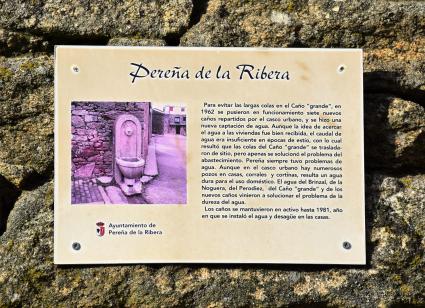 Pereña de la Ribera
Para evitar las largas colas en el Caño "grande", en
1962 se pusieron en funcionamiento siete nuevos
caños repartidos por el casco urbano, y se hizo una
nueva captación de agua. Aunque la idea de acercar
el agua a las viviendas fue bien recibida, el caudal de
agua era insuficiente en épocas de estío, con lo cual
resultó que las colas del Caño "grande" se traslada-
ron de sitio, pero apenas se solucionó el problema del
abastecimiento. Pereña siempre tuvo problemas de
agua. Aunque en el casco urbano hay numerosos
pozos en casas, corrales y cortinas, resulta un agua
dura para el uso doméstico. El agua del Brinzal, de la
Noguera, del Perodíez, del Caño "grande" y de los
nueve caños vinieron a solucionar el problema de la
dureza del agua.
Los caños se mantuvieron en activo hasta 1981, año
en que se instaló el agua y desagüe en las casas.
Ayuntamiento de
Pereña de la Ribera